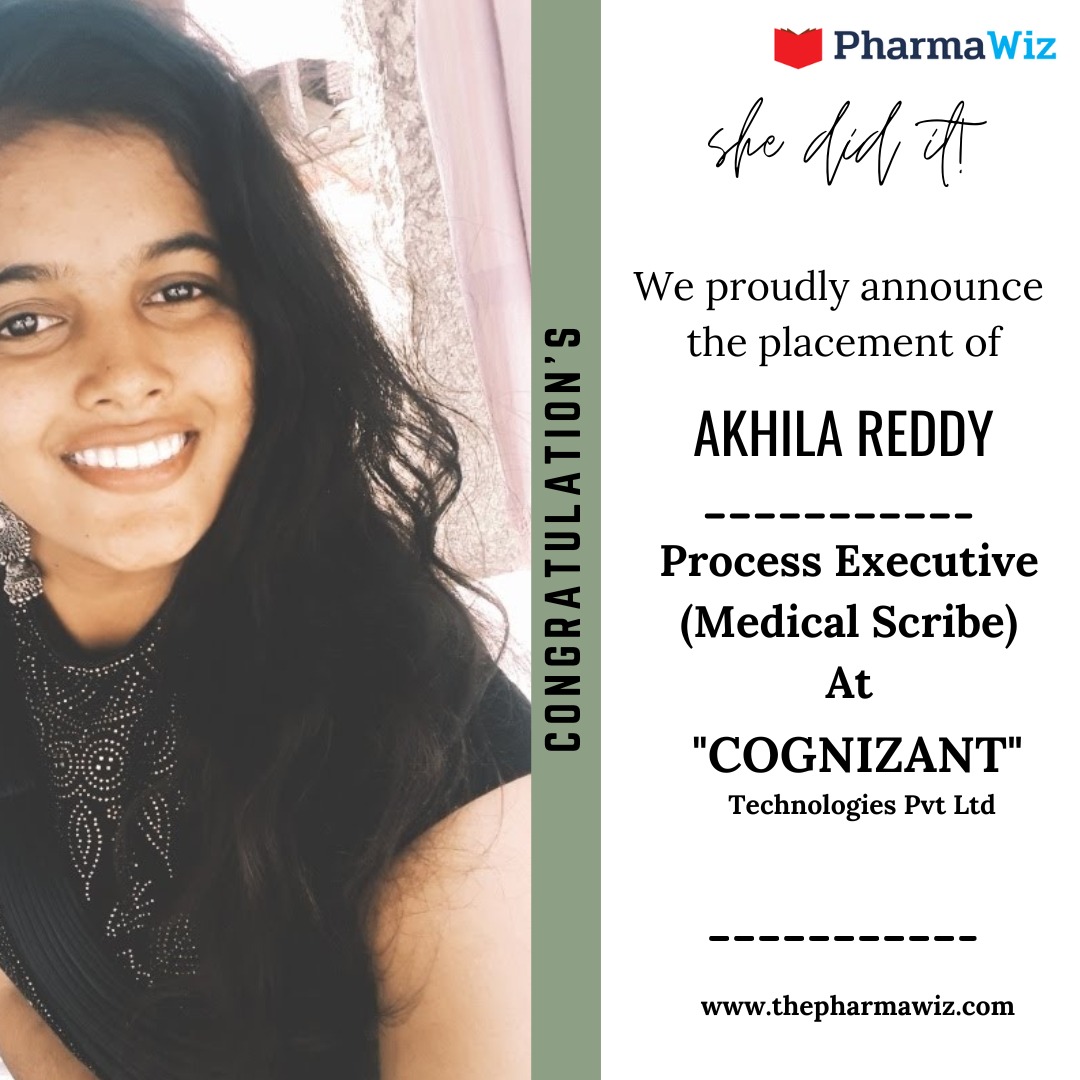 PharmaWiz
she did it!
We proudly announce
the placement of
AKHILA REDDY
Process Executive
(Medical Scribe)
At
"COGNIZANT"
Technologies Pvt Ltd
www.thepharmawiz.com
CONGRATULATION'S